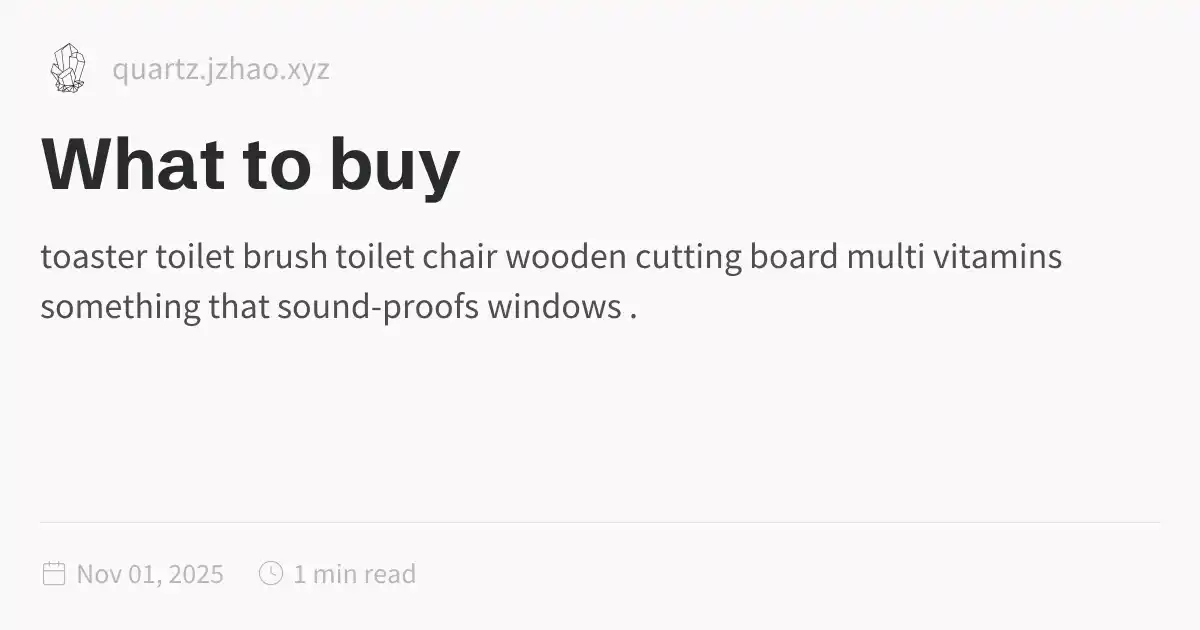 quartz.jzhao.xyz
What to buy
toaster toilet brush toilet chair wooden cutting board multi vitamins
something that sound-proofs windows .
Nov 01, 2025 1 min read